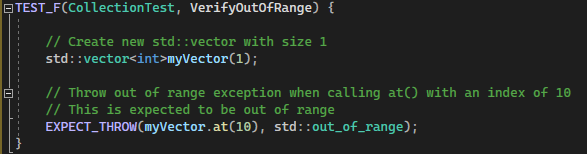 TEST_F(CollectionTest, VerifyOutOfRange) {
// Create new std::vector with size 1
std::vector<int>myVector(1);
// Throw out of range exception when calling at() with an index of 10
// This is expected to be out of range
EXPECT_THROW(myVector.at(10), std::out_of_range);
}